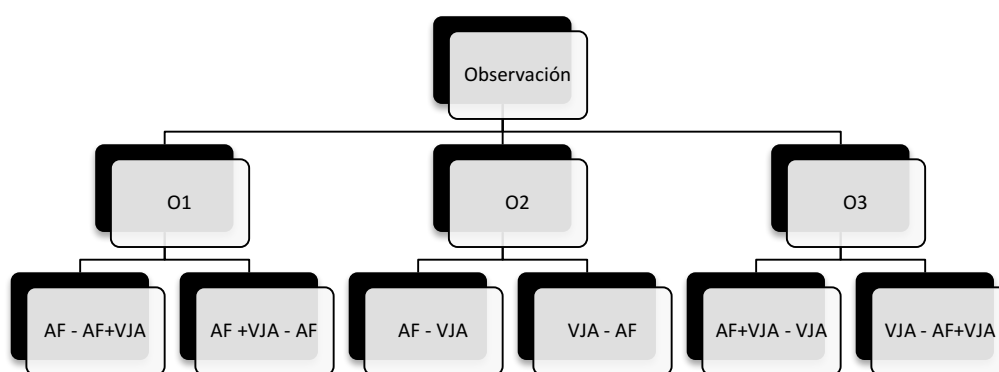 Observación
O1
O2
O3
AF - AF+VJA
AF +VJA - AF
AF - VJA
VJA - AF
AF+VJA - VJA
VJA - AF+VJA